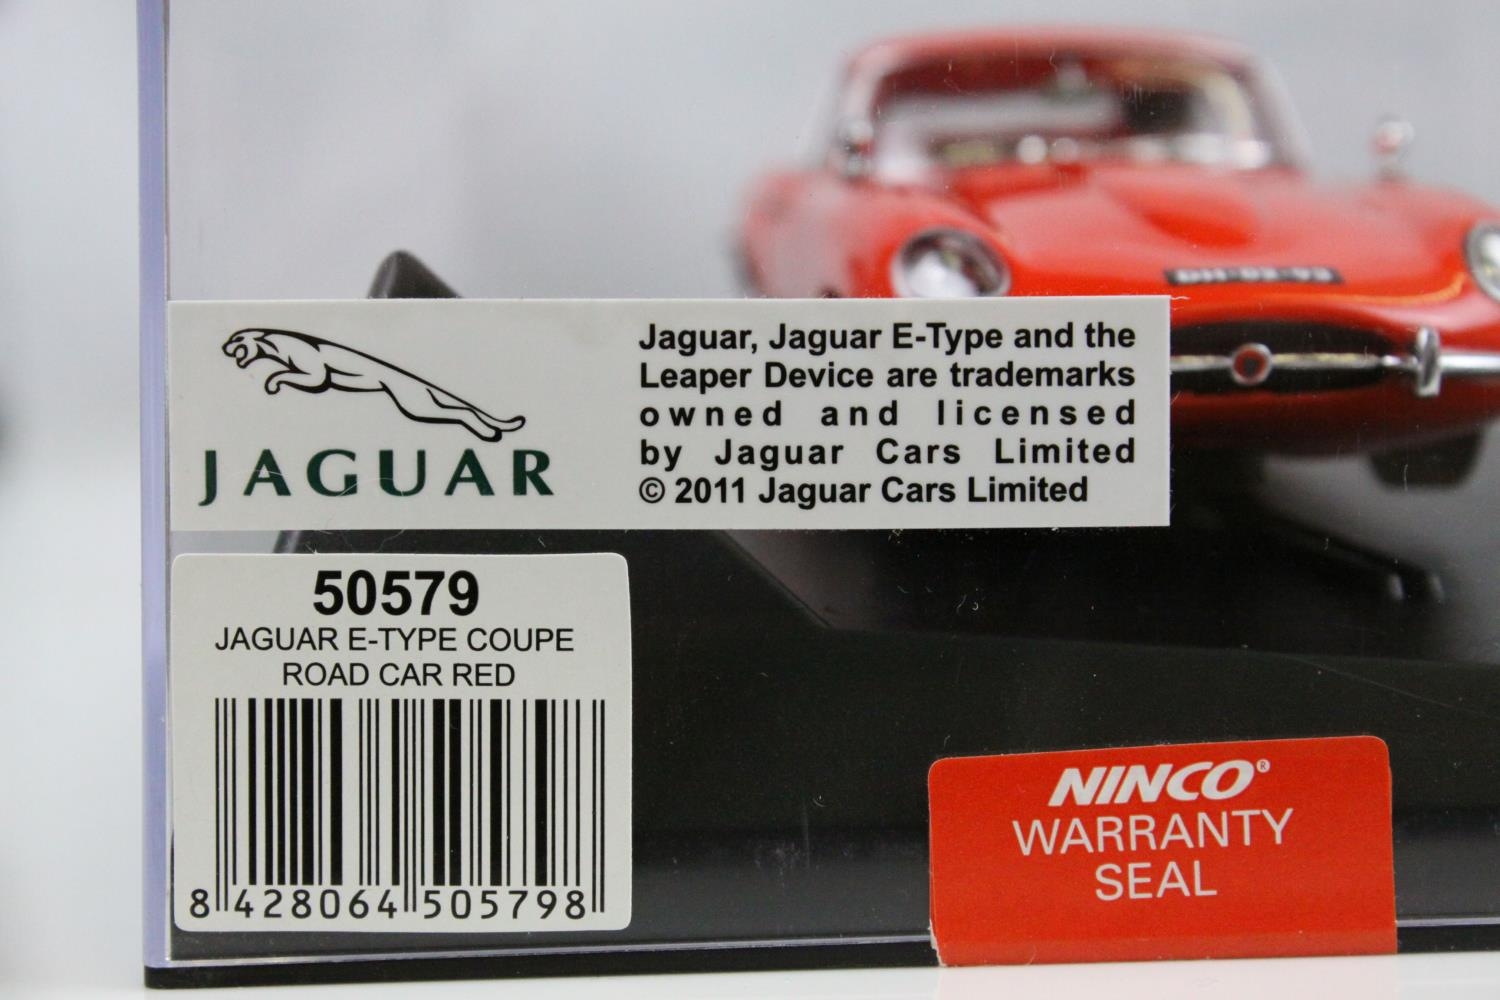 JAGUAR
Jaguar, Jaguar E-Type and the
Leaper Device are trademarks
owned and licensed
by Jaguar Cars Limited
© 2011 Jaguar Cars Limited
50579
JAGUAR E-TYPE COUPE
ROAD CAR RED
8 428064 505798
NINCO®
WARRANTY
SEAL